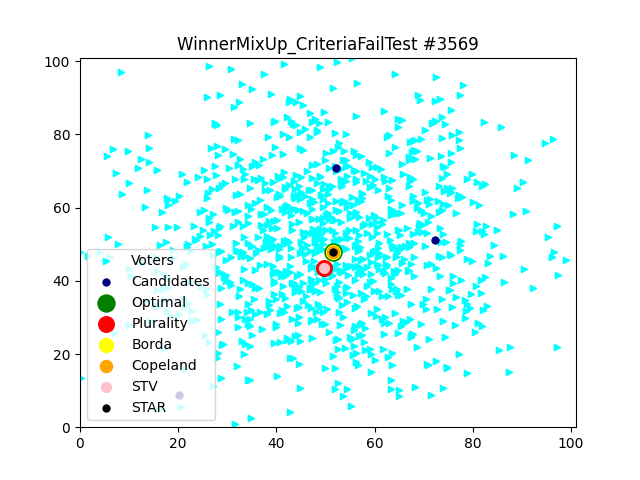 WinnerMixUp_CriteriaFailTest #3569
100
80
60
40
20
0
Voters
Candidates
Optimal
Plurality
Borda
Copeland
STV
STAR
0 20 40 60 80 100